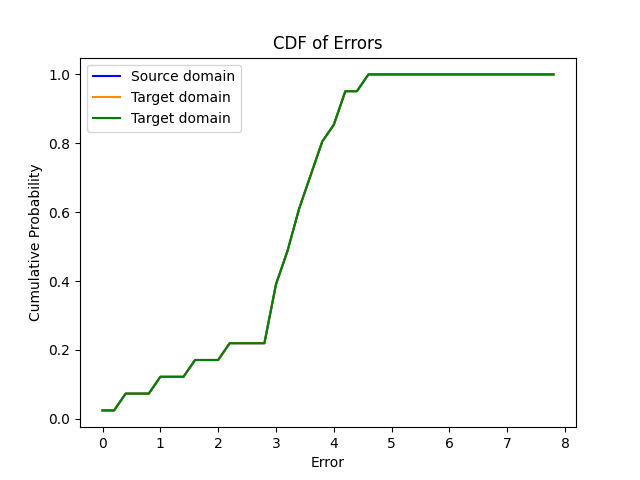 CDF of Errors
Source domain
Target domain
Target domain
1.0
0.8
0.6
0.4
0.2
0.0
Cumulative Probability
0 1 2 3 4 5 6 7 8
Error